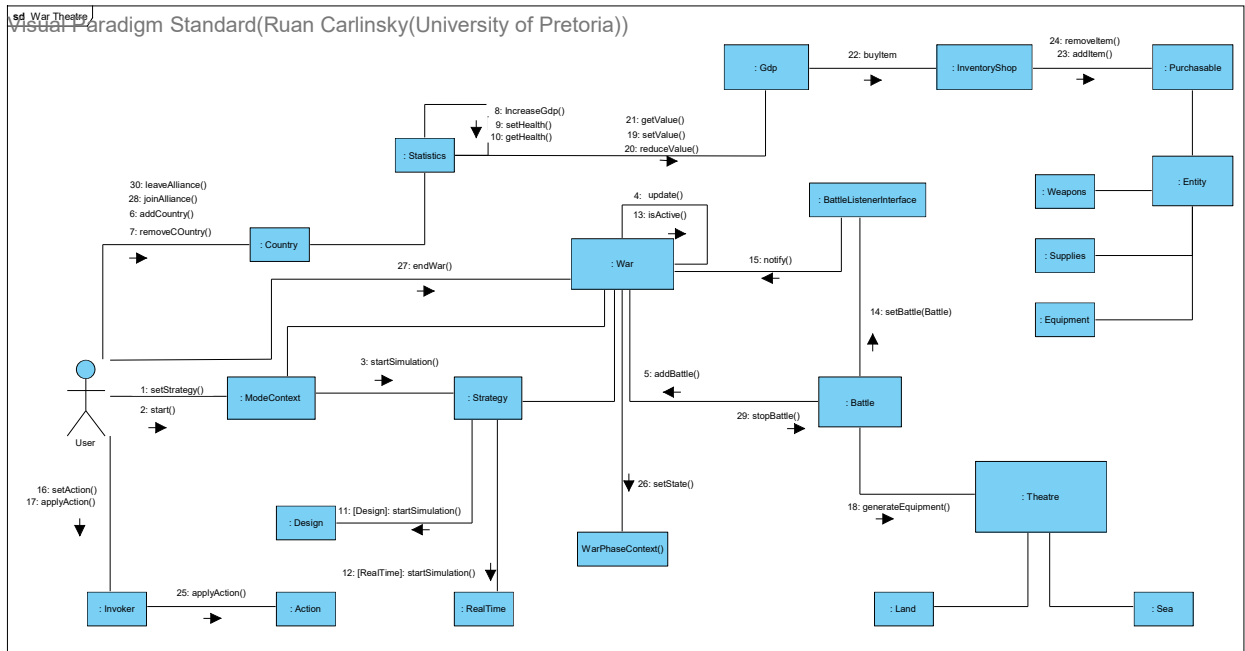 sd War Theatre
Visual Paradigm Standard(Ruan Carlinsky(University of Pretoria))
24: removeItem()
22: buyItem
23: addItem()
: Gdp
: InventoryShop
: Purchasable
8: IncreaseGdp()
9: setHealth()
10: getHealth()
21: getValue()
19: setValue()
20: reduceValue()
: Statistics
30: leaveAlliance()
28: joinAlliance()
6: addCountry()
7: removeCOuntry()
: Country
4: update()
13: isActive()
: BattleListenerInterface
: Weapons
: Entity
: Supplies
: Equipment
27: endWar()
: War
15: notify()
14: setBattle(Battle)
3: startSimulation()
5: addBattle()
1: setStrategy()
2: start()
: ModeContext
: Strategy
29: stopBattle()
: Battle
User
16: setAction()
17: applyAction()
26: setState()
: Theatre
18: generateEquipment()
11: [Design]: startSimulation()
: Design
WarPhaseContext()
12: [RealTime]: startSimulation()
25: applyAction()
: Invoker
: Action
: RealTime
: Land
: Sea